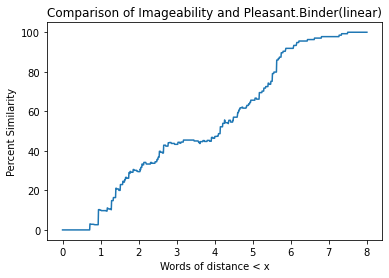 Comparison of Imageability and Pleasant.Binder(linear)
100
80
60
40
20
0
Percent Similarity
0 1 2 3 4 5 6 7 8
Words of distance < x